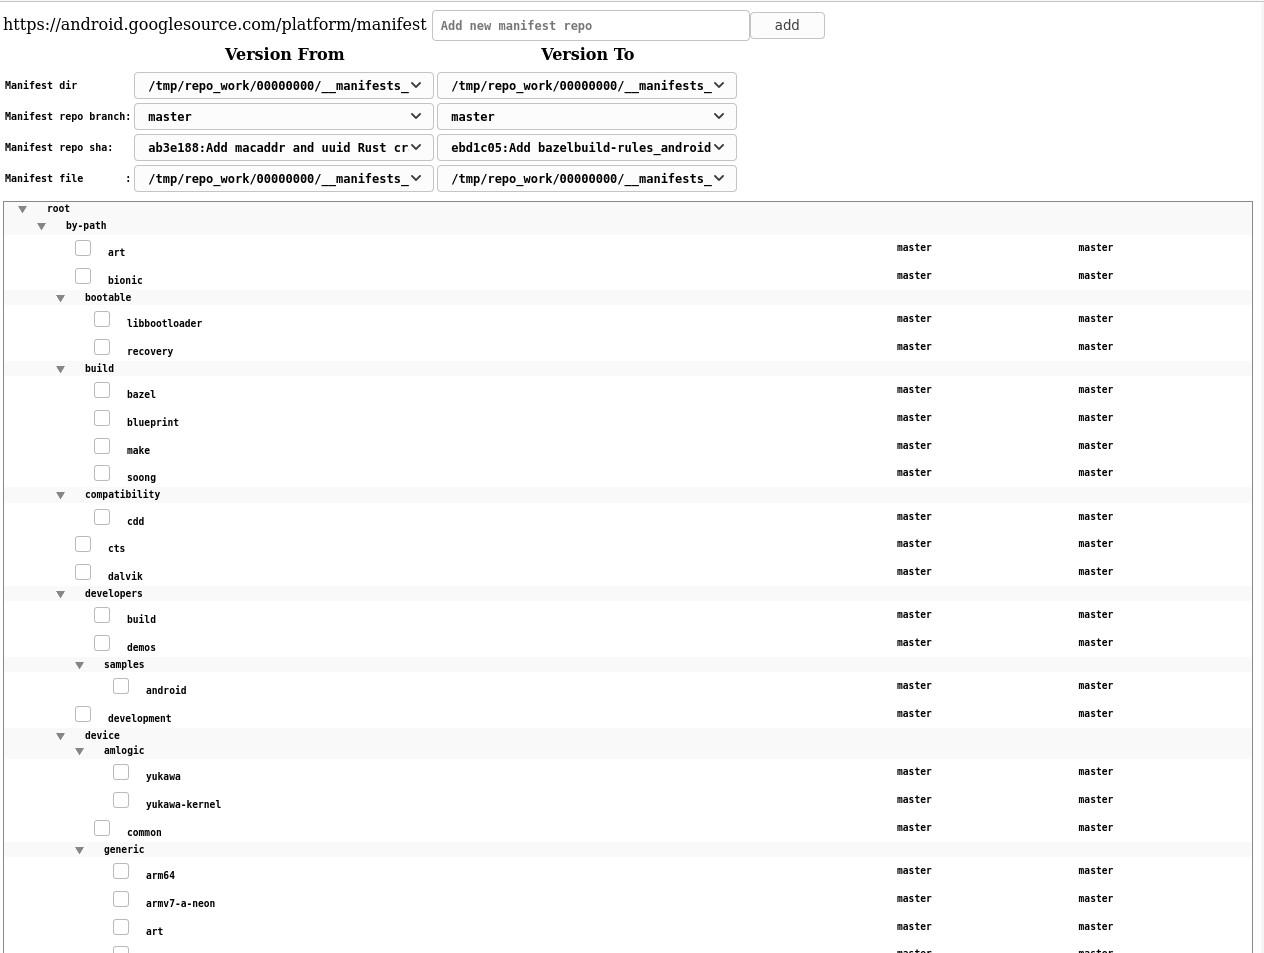 https://android.googlesource.com/platform/manifest Add new manifest repo add
Version From Version To
Manifest dir /tmp/repo_work/00000000/__manifests_ /tmp/repo_work/00000000/__manifests_
Manifest repo branch: master master
Manifest repo sha: ab3e188:Add macaddr and uuid Rust cr ebd1c05:Add bazelbuild-rules_android
Manifest file : /tmp/repo_work/00000000/__manifests_ /tmp/repo_work/00000000/__manifests_
root
by-path
art master master
bionic master master
bootable
libbootloader master master
recovery master master
build
bazel master master
blueprint master master
make master master
soong master master
compatibility
cdd master master
cts master master
dalvik master master
developers
build master master
demos master master
samples
android master master
development master master
device
amlogic
yukawa master master
yukawa-kernel master master
common master master
generic
arm64 master master
armv7-a-neon master master
art master master
master master